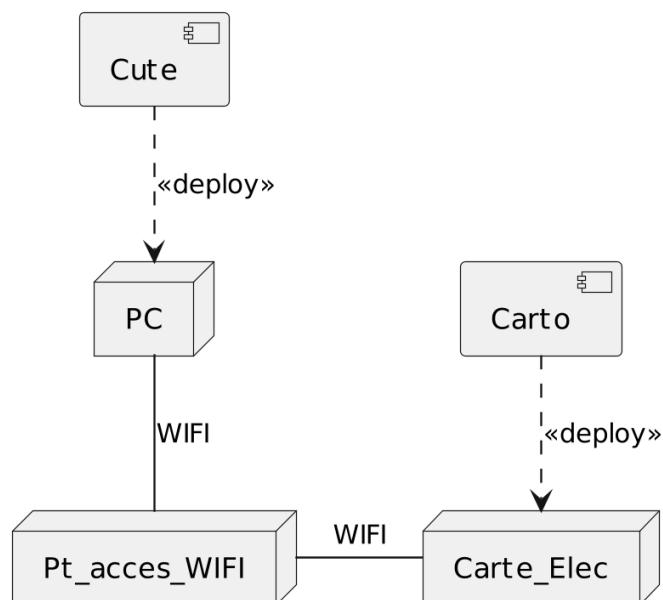 Cute
«deploy»
PC
Carto
WIFI
«deploy»
WIFI
Pt_acces_WIFI
Carte_Elec